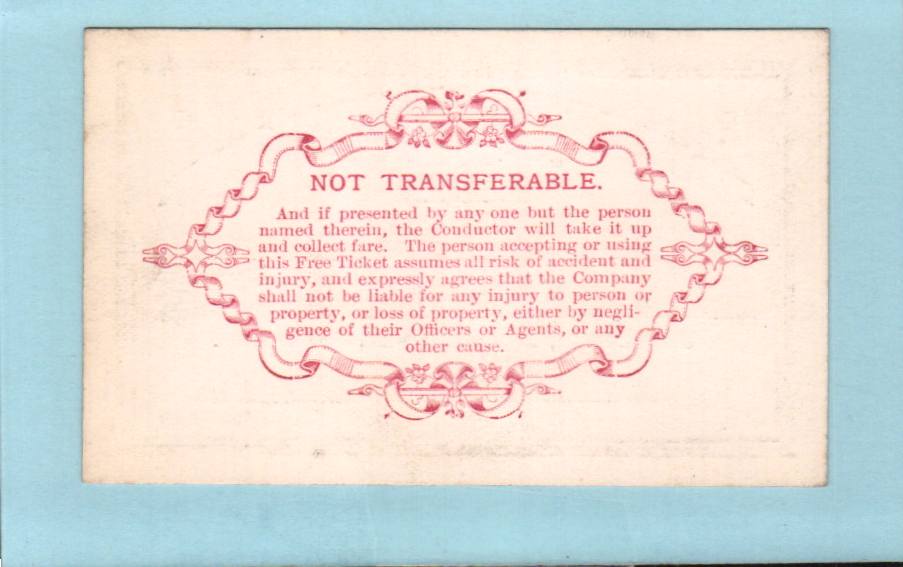 NOT TRANSFERABLE.
And if presented by any one but the person
named therein, the Conductor will take it up
and collect fare. The person accepting or using
this Free Ticket assumes all risk of accident and
injury, and expressly agrees that the Company
shall not be liable for any injury to person or
property, or loss of property, either by negli-
gence of their Officers or Agents, or any
other cause.